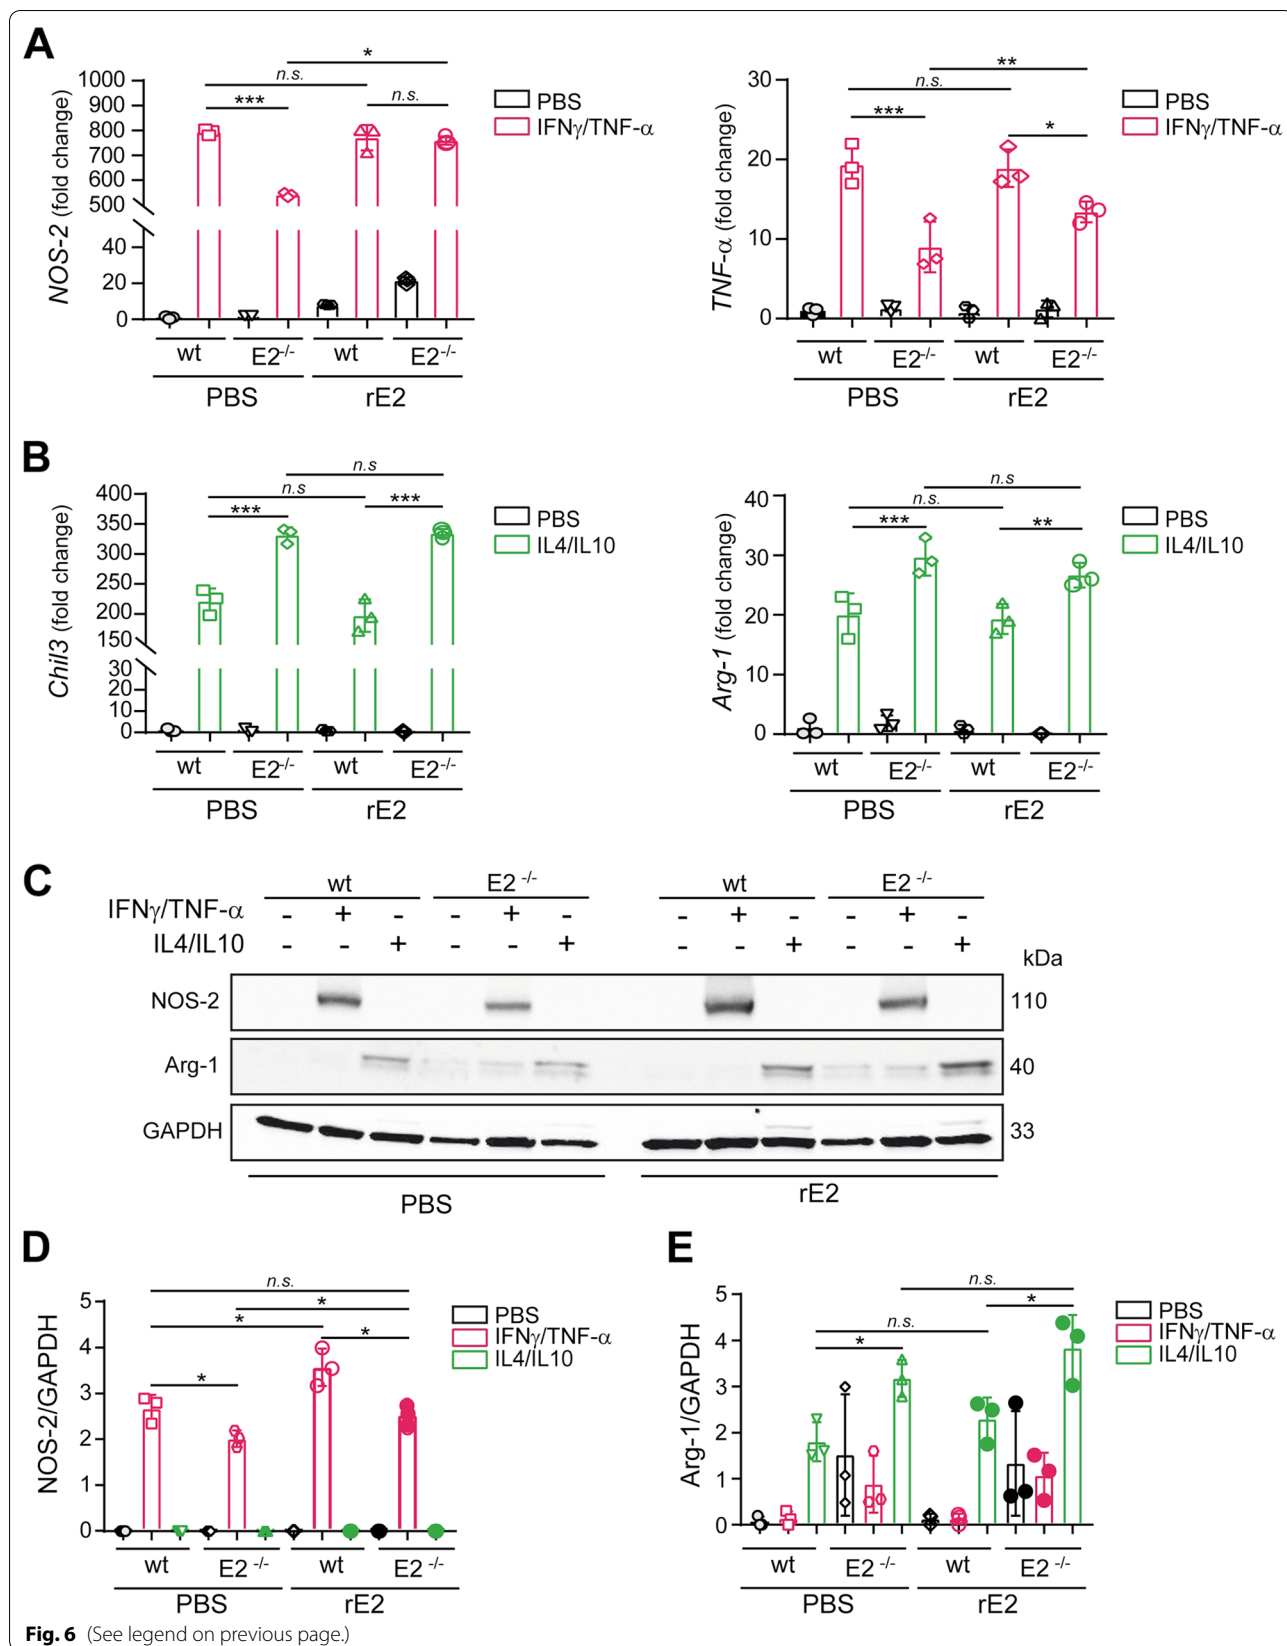 A
NOS-2 (fold change)
1000
900
800
700
600
500
40
20
0
***
n.s.
*
n.s.
PBS
IFNγ/TNF-α
wt
E2-/-
wt
E2-/-
PBS
rE2
TNF-α (fold change)
30
20
10
0
***
n.s.
**
*
PBS
IFNγ/TNF-α
wt
E2-/-
wt
E2-/-
PBS
rE2
B
Chil3 (fold change)
400
350
300
250
200
150
30
20
10
0
***
n.s
n.s
***
PBS
IL4/IL10
wt
E2-/-
wt
E2-/-
PBS
rE2
Arg-1 (fold change)
40
30
20
10
0
***
n.s.
n.s
**
PBS
IL4/IL10
wt
E2-/-
wt
E2-/-
PBS
rE2
C
wt E2 -/- wt E2 -/-
IFNγ/TNF-α - + - - + - - + - - + -
IL4/IL10 - - + - - + - - + - - +
kDa
NOS-2 110
Arg-1 40
GAPDH 33
PBS rE2
D
NOS-2/GAPDH
5
4
3
2
1
0
n.s.
*
*
*
*
PBS
IFNγ/TNF-α
IL4/IL10
wt
E2 -/-
wt
E2 -/-
PBS
rE2
E
Arg-1/GAPDH
5
4
3
2
1
0
n.s.
*
n.s.
*
PBS
IFNγ/TNF-α
IL4/IL10
wt
E2 -/-
wt
E2 -/-
PBS
rE2
Fig. 6 (See legend on previous page.)